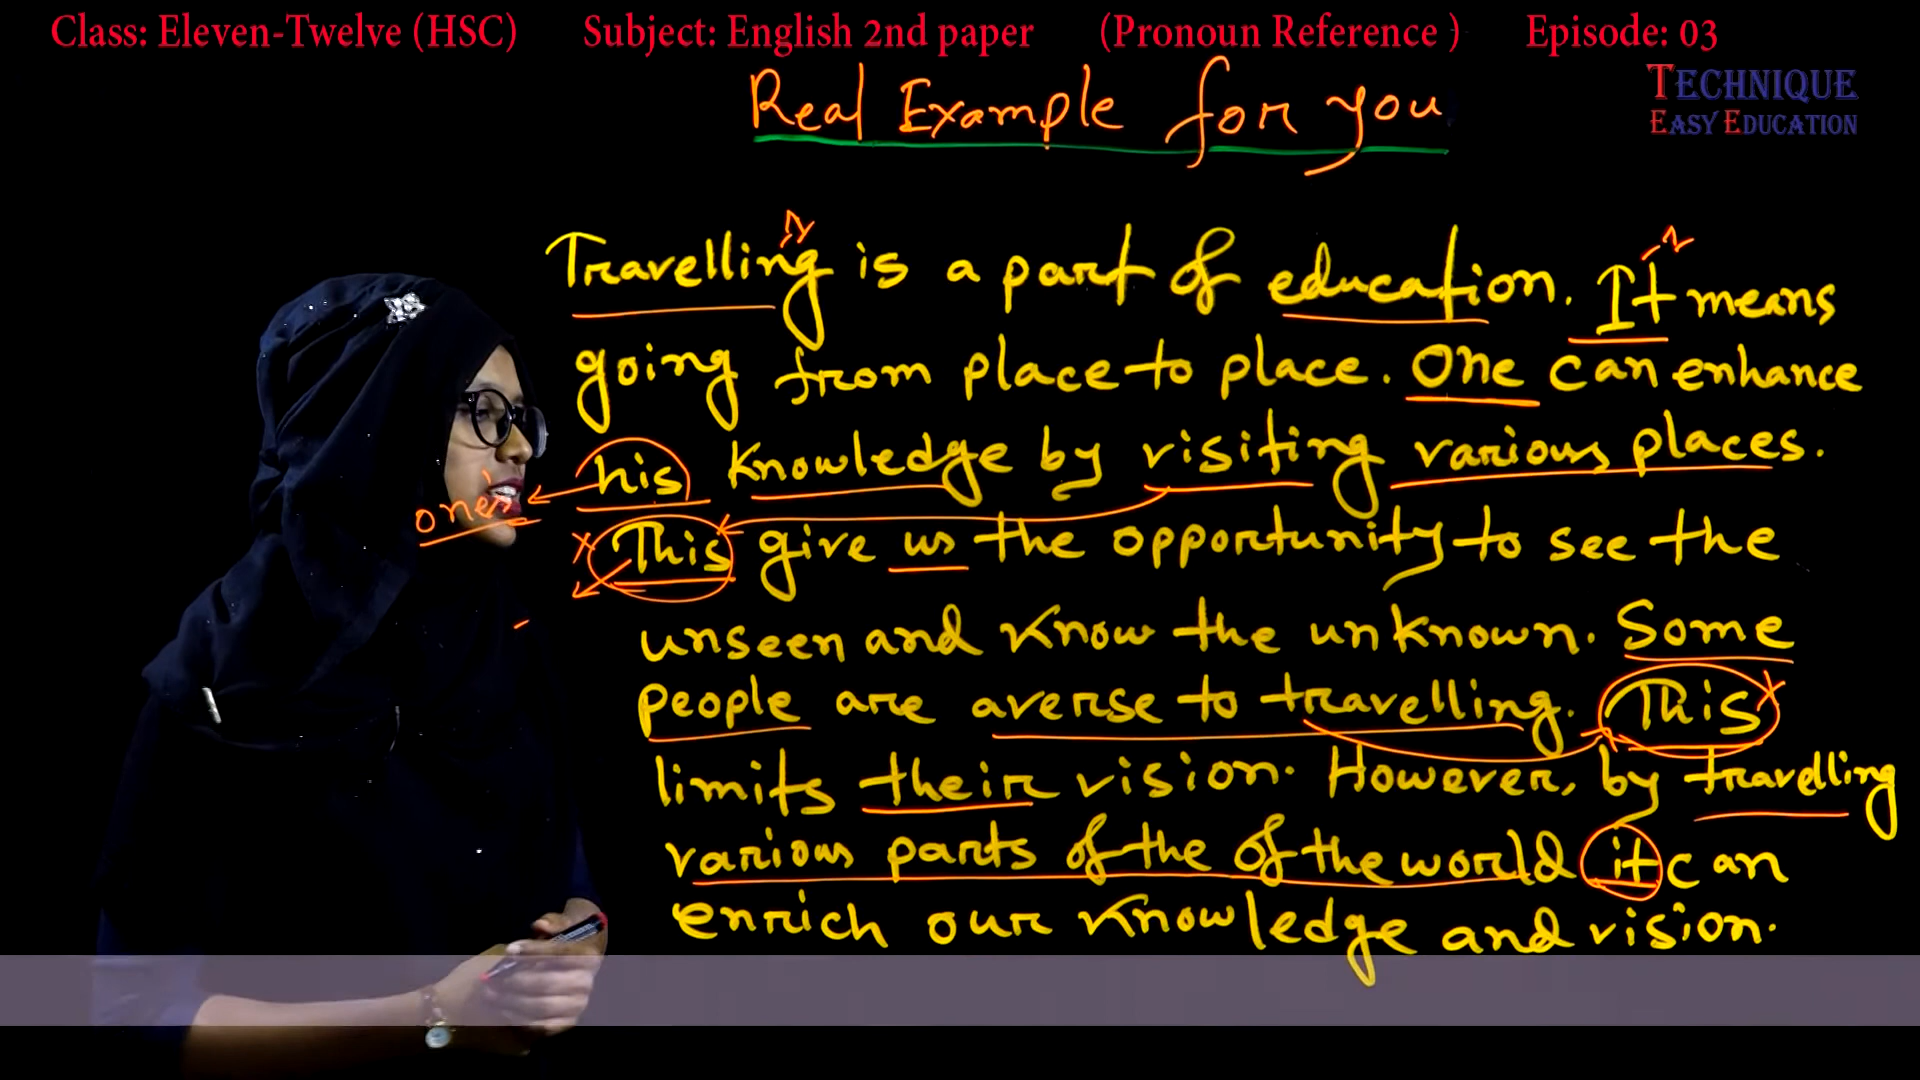 Class: Eleven-Twelve (HSC) Subject: English 2nd paper (Pronoun Reference ) Episode: 03
TECHNIQUE
EASY EDUCATION
Real Example for you
N
N
Travelling is a part of education. It means
going from place to place. One can enhance
his knowledge by visiting various places.
one's
This give us the opportunity to see the
unseen and know the unknown. Some
people are averse to travelling. This
limits their vision. However, by travelling
various parts of the of the world it can
enrich our knowledge and vision.